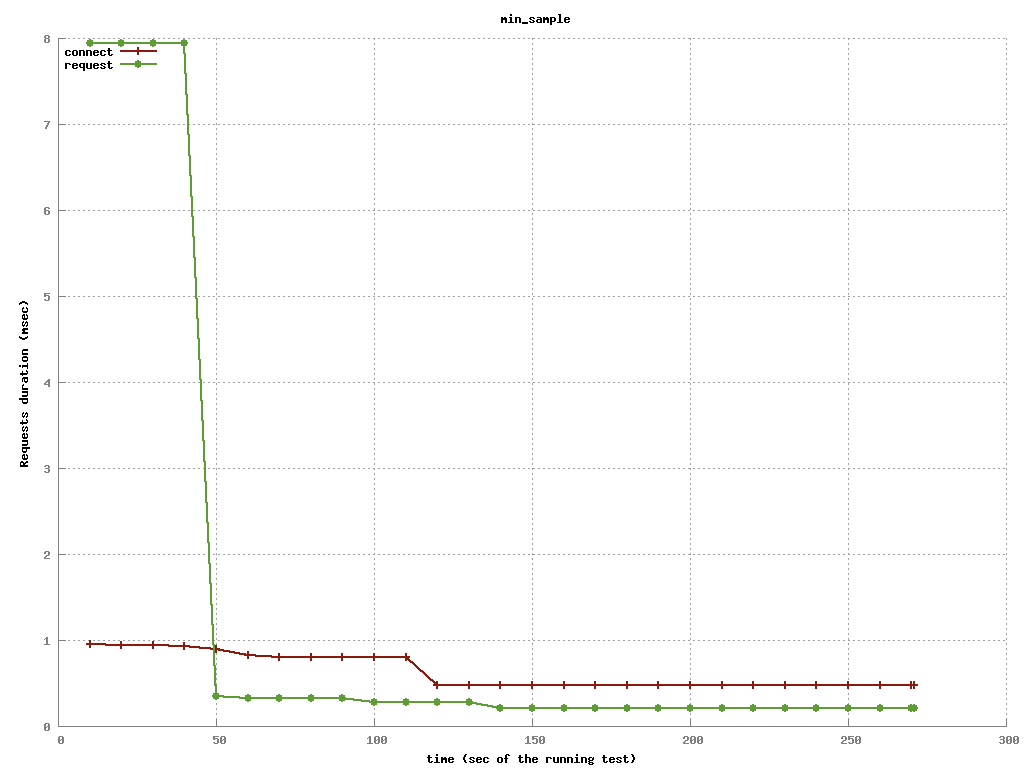 min_sample
8
connect
request
7
6
5
4
3
2
1
0
Requests duration (msec)
0 50 100 150 200 250 300
time (sec of the running test)